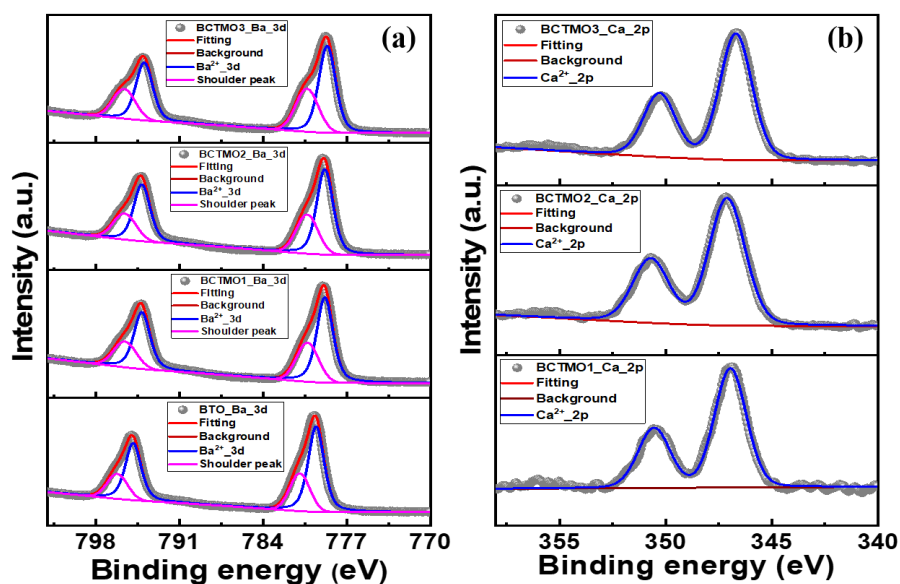 (a)
BCTMO3_Ba_3d
Fitting
Background
Ba²⁺_3d
Shoulder peak
BCTMO2_Ba_3d
Fitting
Background
Ba²⁺_3d
Shoulder peak
BCTMO1_Ba_3d
Fitting
Background
Ba²⁺_3d
Shoulder peak
BTO_Ba_3d
Fitting
Background
Ba²⁺_3d
Shoulder peak
Intensity (a.u.)
798 791 784 777 770
Binding energy (eV)
(b)
BCTMO3_Ca_2p
Fitting
Background
Ca²⁺_2p
BCTMO2_Ca_2p
Fitting
Background
Ca²⁺_2p
BCTMO1_Ca_2p
Fitting
Background
Ca²⁺_2p
Intensity (a.u.)
355 350 345 340
Binding energy (eV)